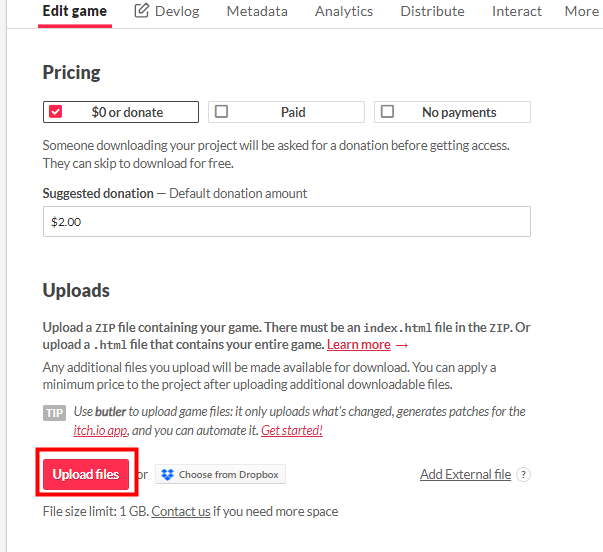 Edit game Devlog Metadata Analytics Distribute Interact More
Pricing
$0 or donate Paid No payments
Someone downloading your project will be asked for a donation before getting access.
They can skip to download for free.
Suggested donation — Default donation amount
$2.00
Uploads
Upload a ZIP file containing your game. There must be an index.html file in the ZIP. Or
upload a .html file that contains your entire game. Learn more →
Any additional files you upload will be made available for download. You can apply a
minimum price to the project after uploading additional downloadable files.
TIP Use butler to upload game files: it only uploads what's changed, generates patches for the
itch.io app, and you can automate it. Get started!
Upload files or Choose from Dropbox Add External file ?
File size limit: 1 GB. Contact us if you need more space